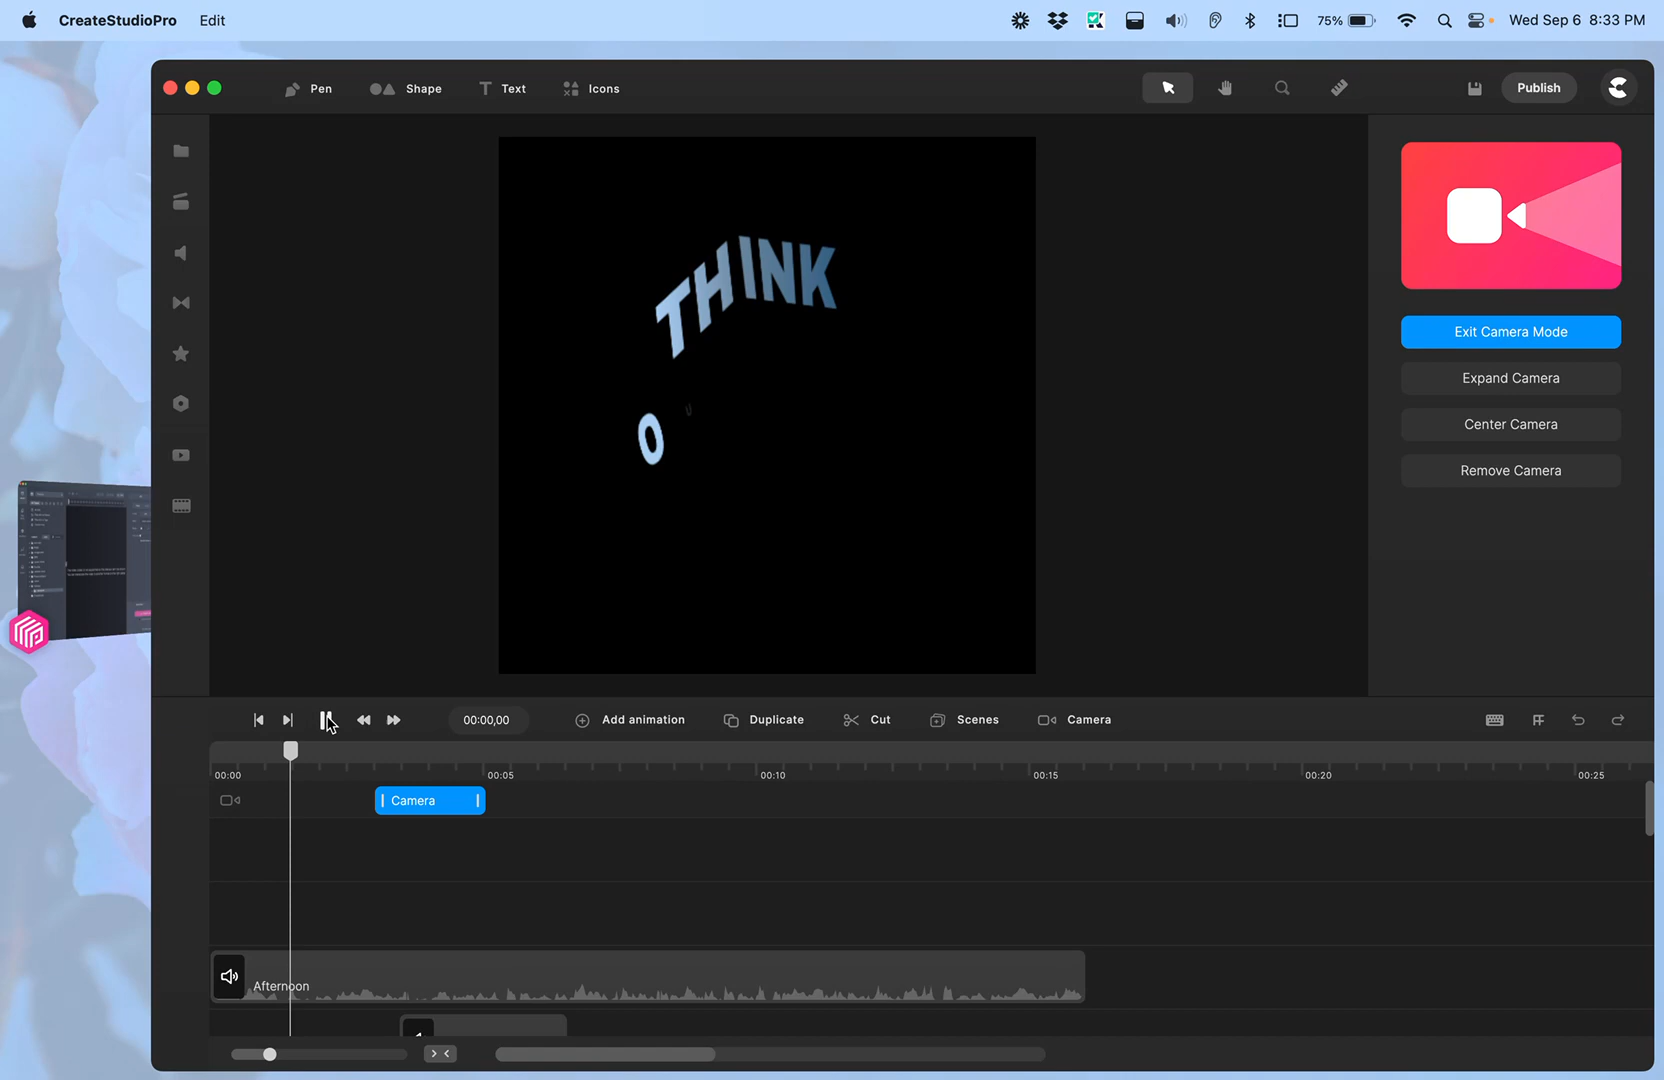 CreateStudioPro Edit 75% Wed Sep 6 8:33 PM
Pen Shape Text Icons Publish
THINK
O
Exit Camera Mode
Expand Camera
Center Camera
Remove Camera
00:00,00 Add animation Duplicate Cut Scenes Camera
00:00 00:05 00:10 00:15 00:20 00:25
Camera
Afternoon